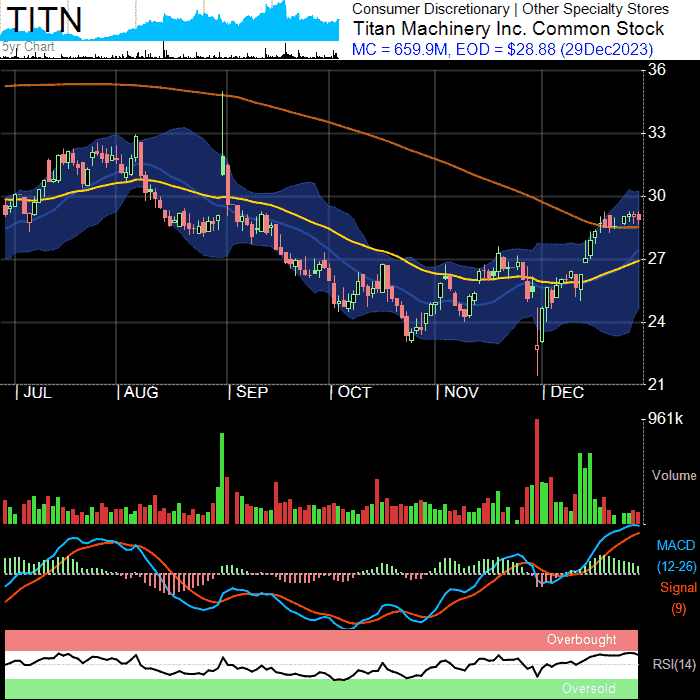 TITN
5yr Chart
Consumer Discretionary | Other Specialty Stores
Titan Machinery Inc. Common Stock
MC = 659.9M, EOD = $28.88 (29Dec2023)
36
33
30
27
24
21
JUL AUG SEP OCT NOV DEC
961k
Volume
MACD
(12-26)
Signal
(9)
Overbought
RSI(14)
Oversold